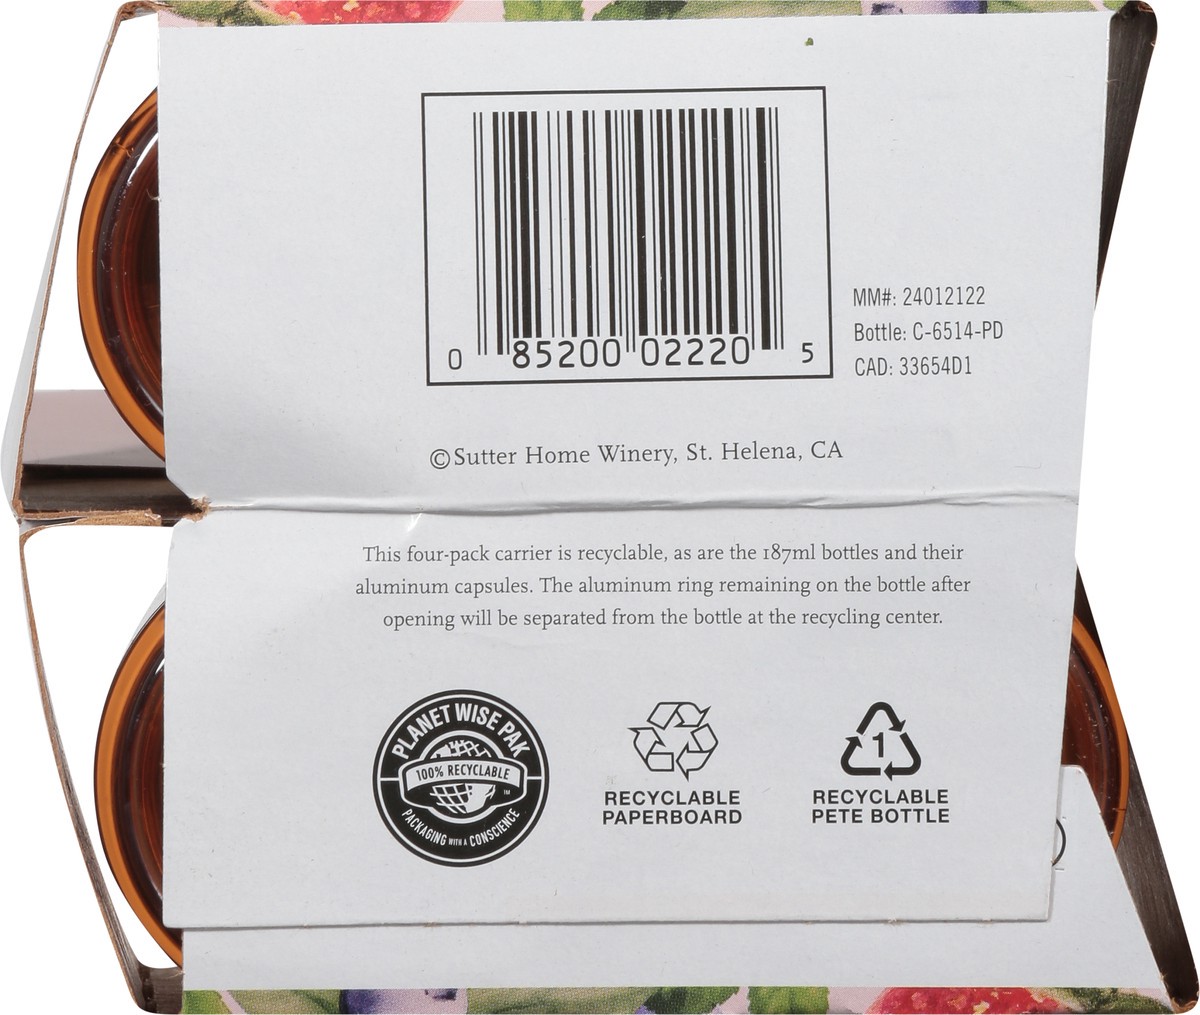 0 85200 02220 5
MM#: 24012122
Bottle: C-6514-PD
CAD: 33654D1
©Sutter Home Winery, St. Helena, CA
This four-pack carrier is recyclable, as are the 187ml bottles and their
aluminum capsules. The aluminum ring remaining on the bottle after
opening will be separated from the bottle at the recycling center.
PLANET WISE PAK
100% RECYCLABLE
TM
PACKAGING WITH A CONSCIENCE
RECYCLABLE
PAPERBOARD
1
RECYCLABLE
PETE BOTTLE